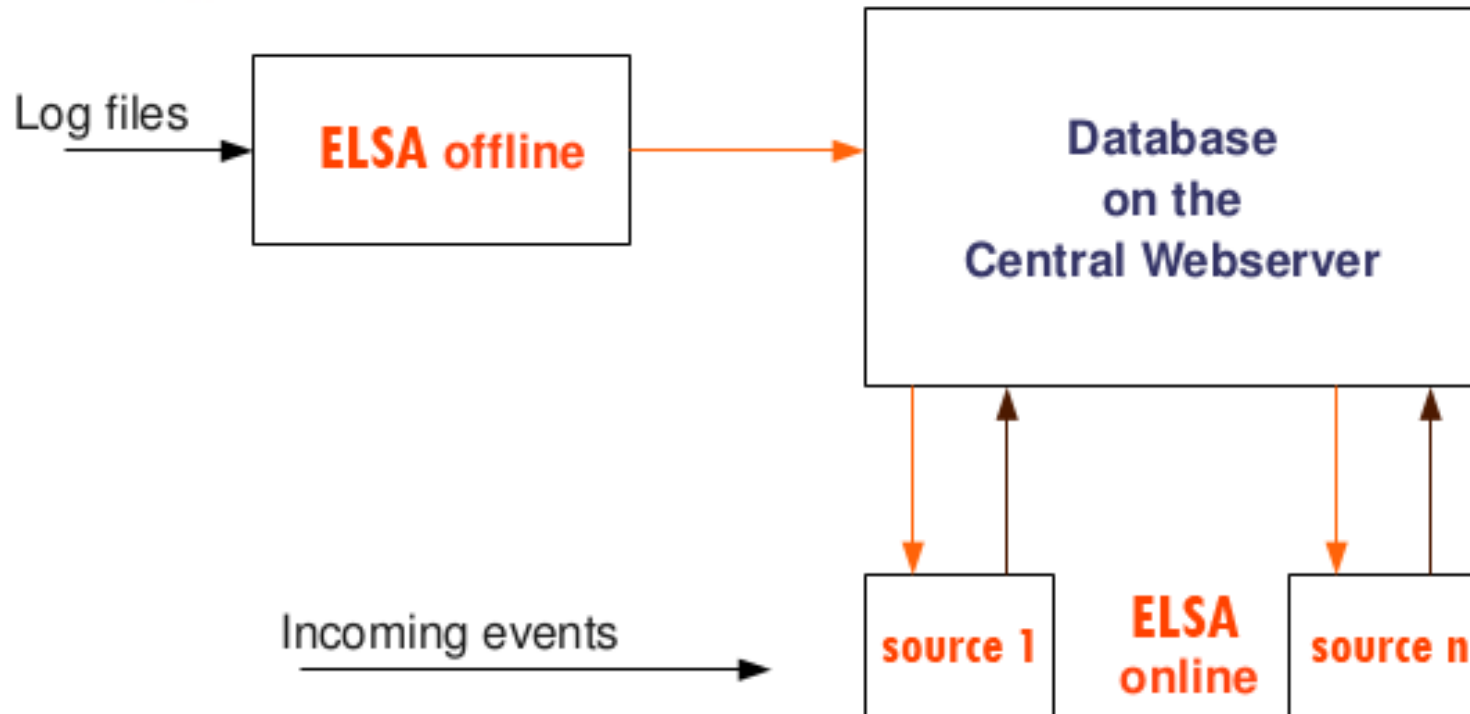 Log files
ELSA offline
Database
on the
Central Webserver
Incoming events
source 1
ELSA
online
source n